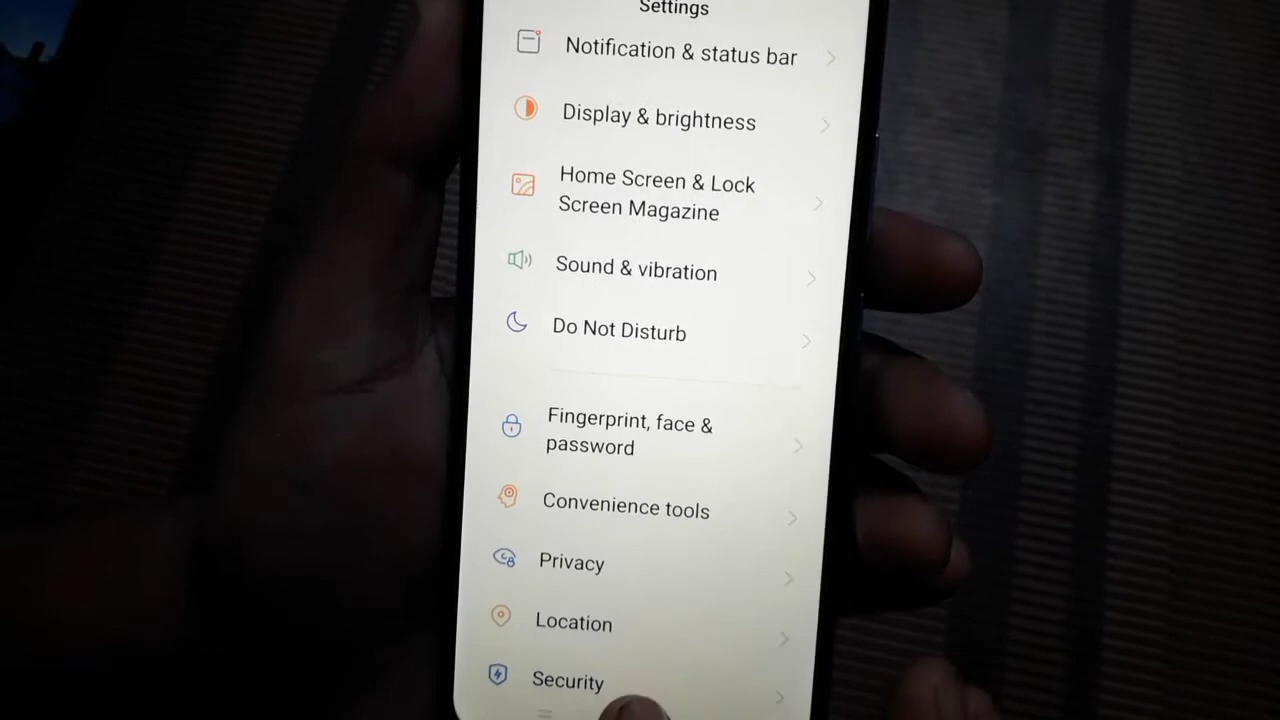 Settings
Notification & status bar
Display & brightness
Home Screen & Lock
Screen Magazine
Sound & vibration
Do Not Disturb
Fingerprint, face &
password
Convenience tools
Privacy
Location
Security